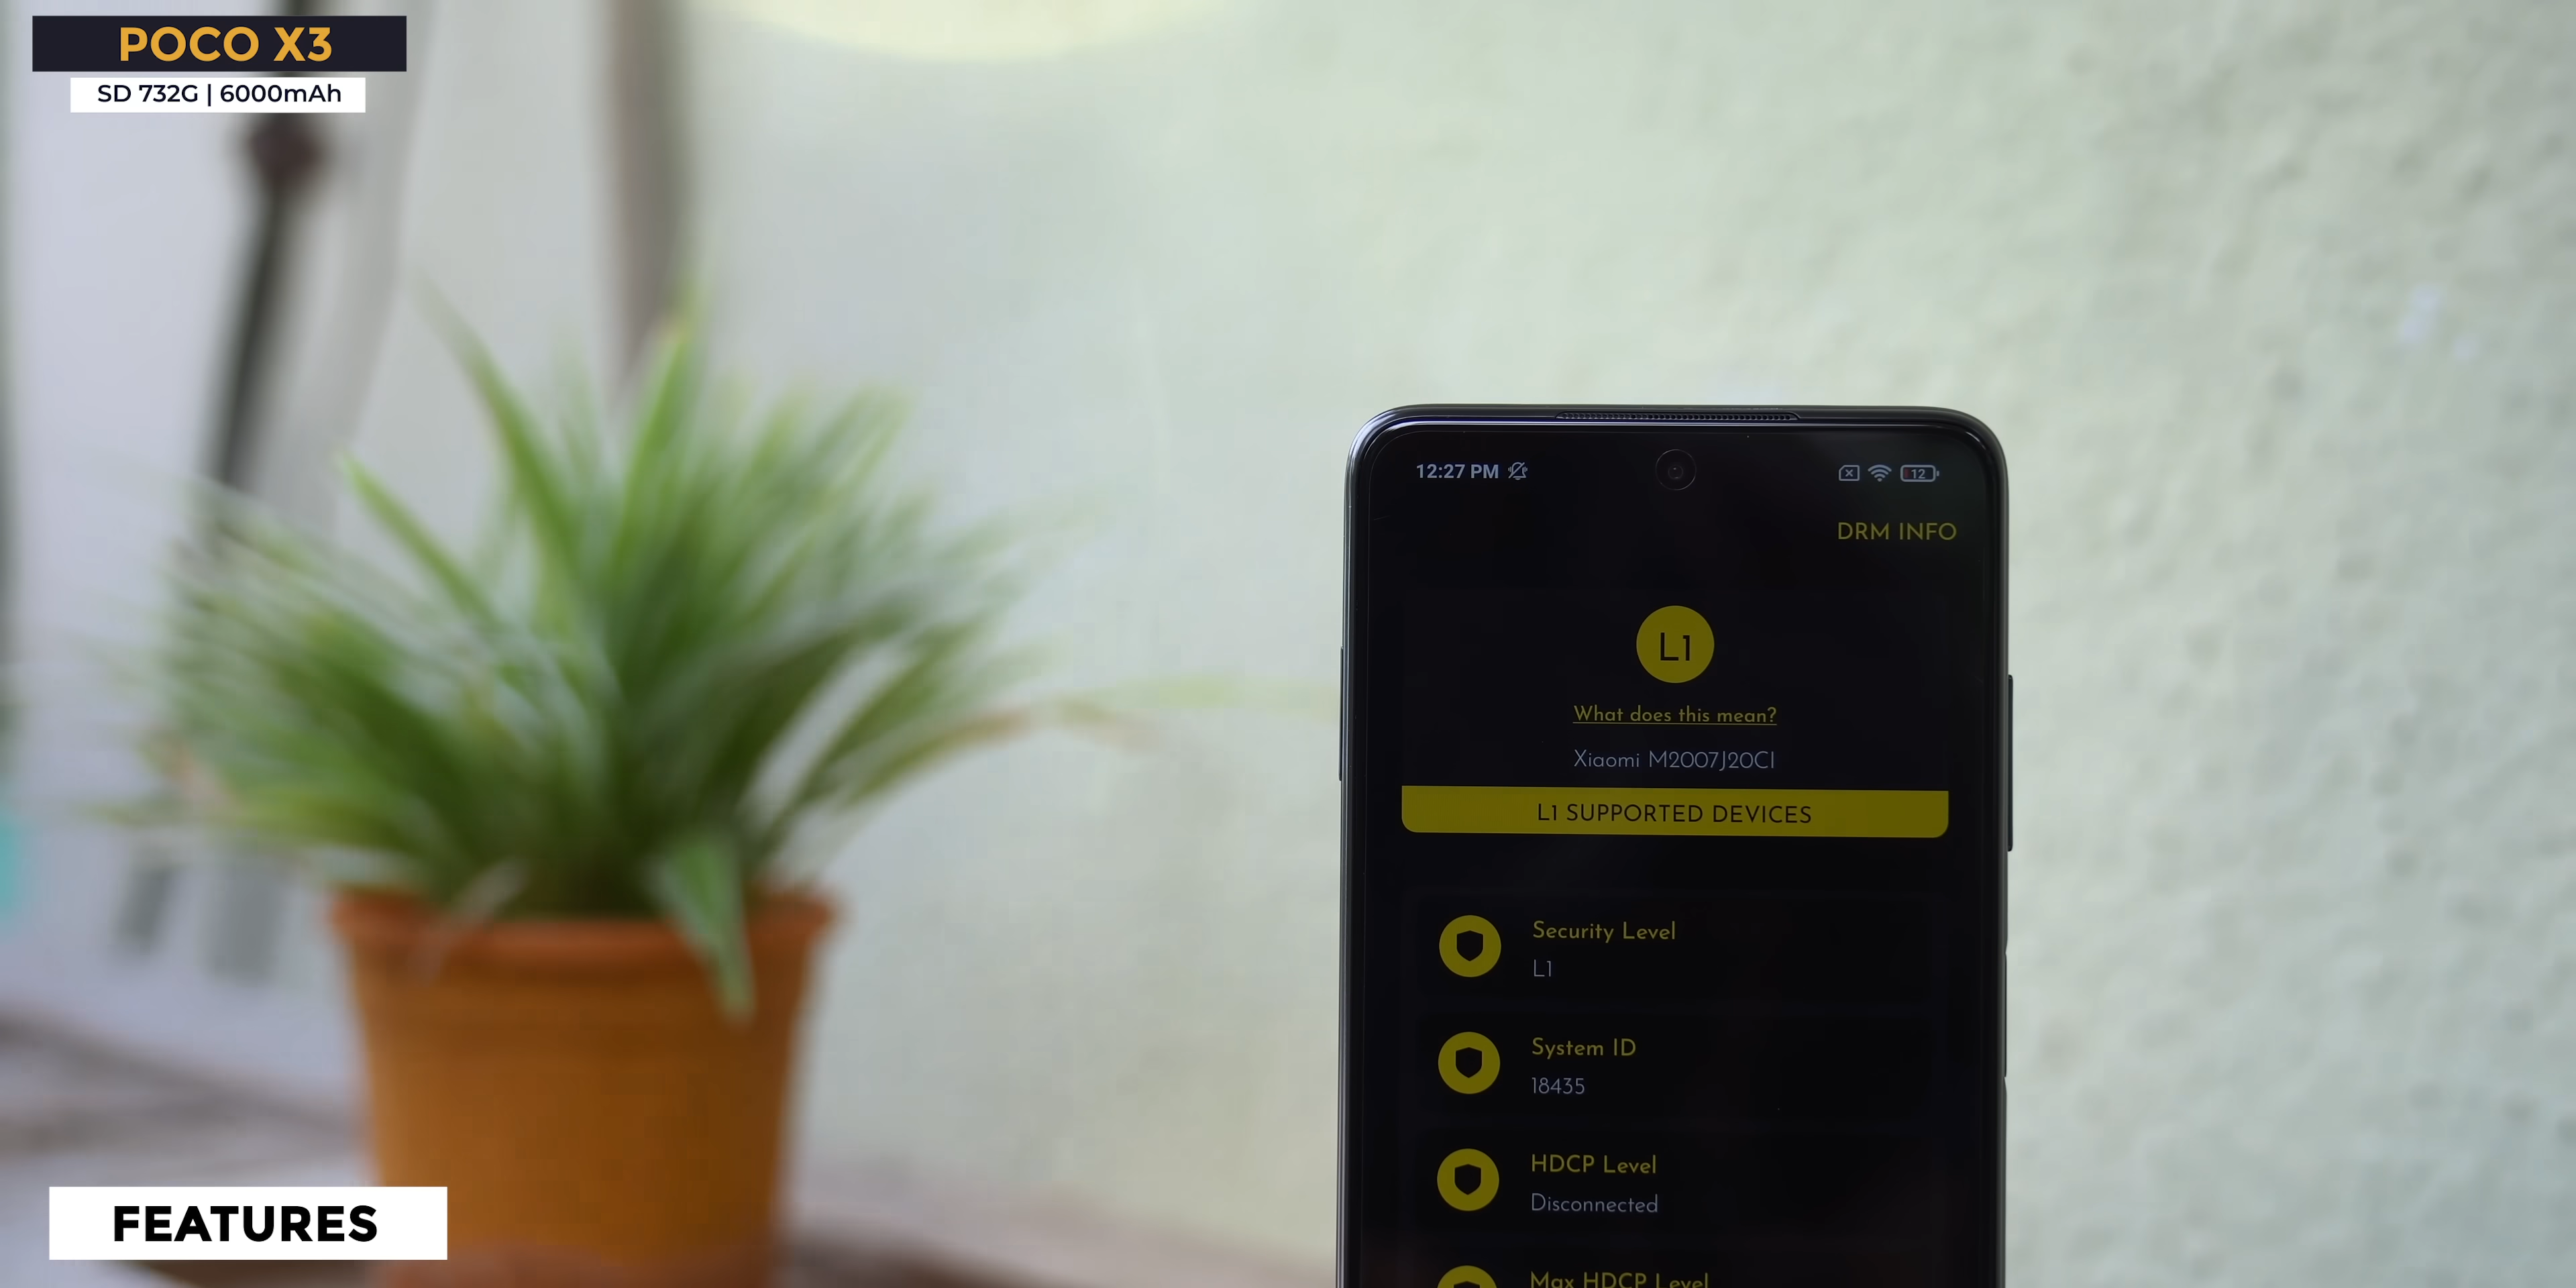 POCO X3
SD 732G | 6000mAh
12:27 PM
12
DRM INFO
L1
What does this mean?
Xiaomi M2007J20CI
L1 SUPPORTED DEVICES
Security Level
L1
System ID
18435
HDCP Level
Disconnected
Max HDCP Level
FEATURES